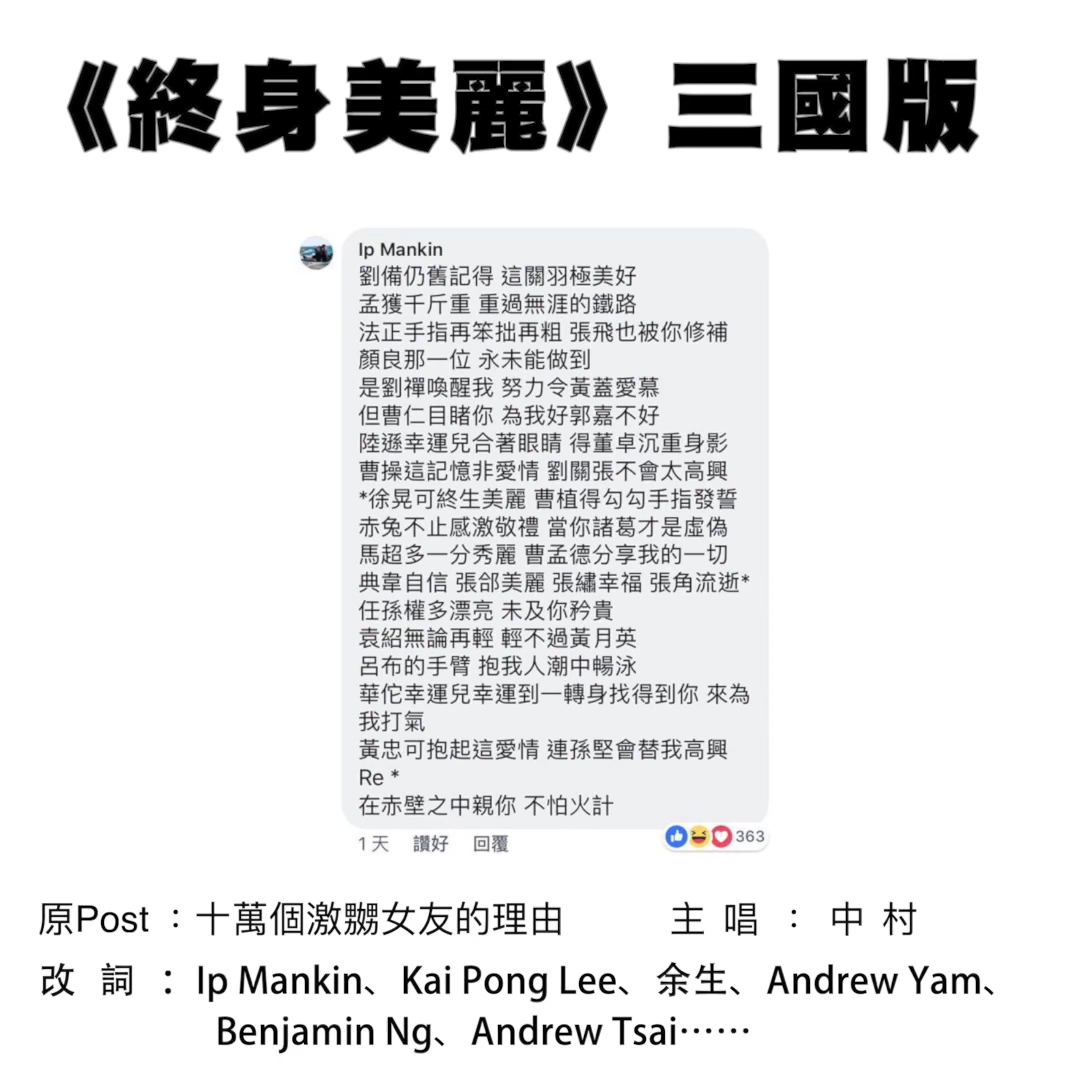 《終身美麗》三國版
Ip Mankin
劉備仍舊記得 這關羽極美好
孟獲千斤重 重過無涯的鐵路
法正手指再笨拙再粗 張飛也被你修補
顏良那一位 永未能做到
是劉禪喚醒我 努力令黃蓋愛慕
但曹仁目睹你 為我好郭嘉不好
陸遜幸運兒合著眼睛 得董卓沉重身影
曹操這記憶非愛情 劉關張不會太高興
*徐晃可終生美麗 曹植得勾勾手指發誓
赤兔不止感激敬禮 當你諸葛才是虛偽
馬超多一分秀麗 曹孟德分享我的一切
典韋自信 張郃美麗 張繡幸福 張角流逝*
任孫權多漂亮 未及你矜貴
袁紹無論再輕 輕不過黃月英
呂布的手臂 抱我人潮中暢泳
華佗幸運兒幸運到一轉身找得到你 來為
我打氣
黃忠可抱起這愛情 連孫堅會替我高興
Re *
在赤壁之中親你 不怕火計
1 天 讚好 回覆 363
原Post：十萬個激嬲女友的理由 主唱：中村
改詞：Ip Mankin、Kai Pong Lee、余生、Andrew Yam、
Benjamin Ng、Andrew Tsai……